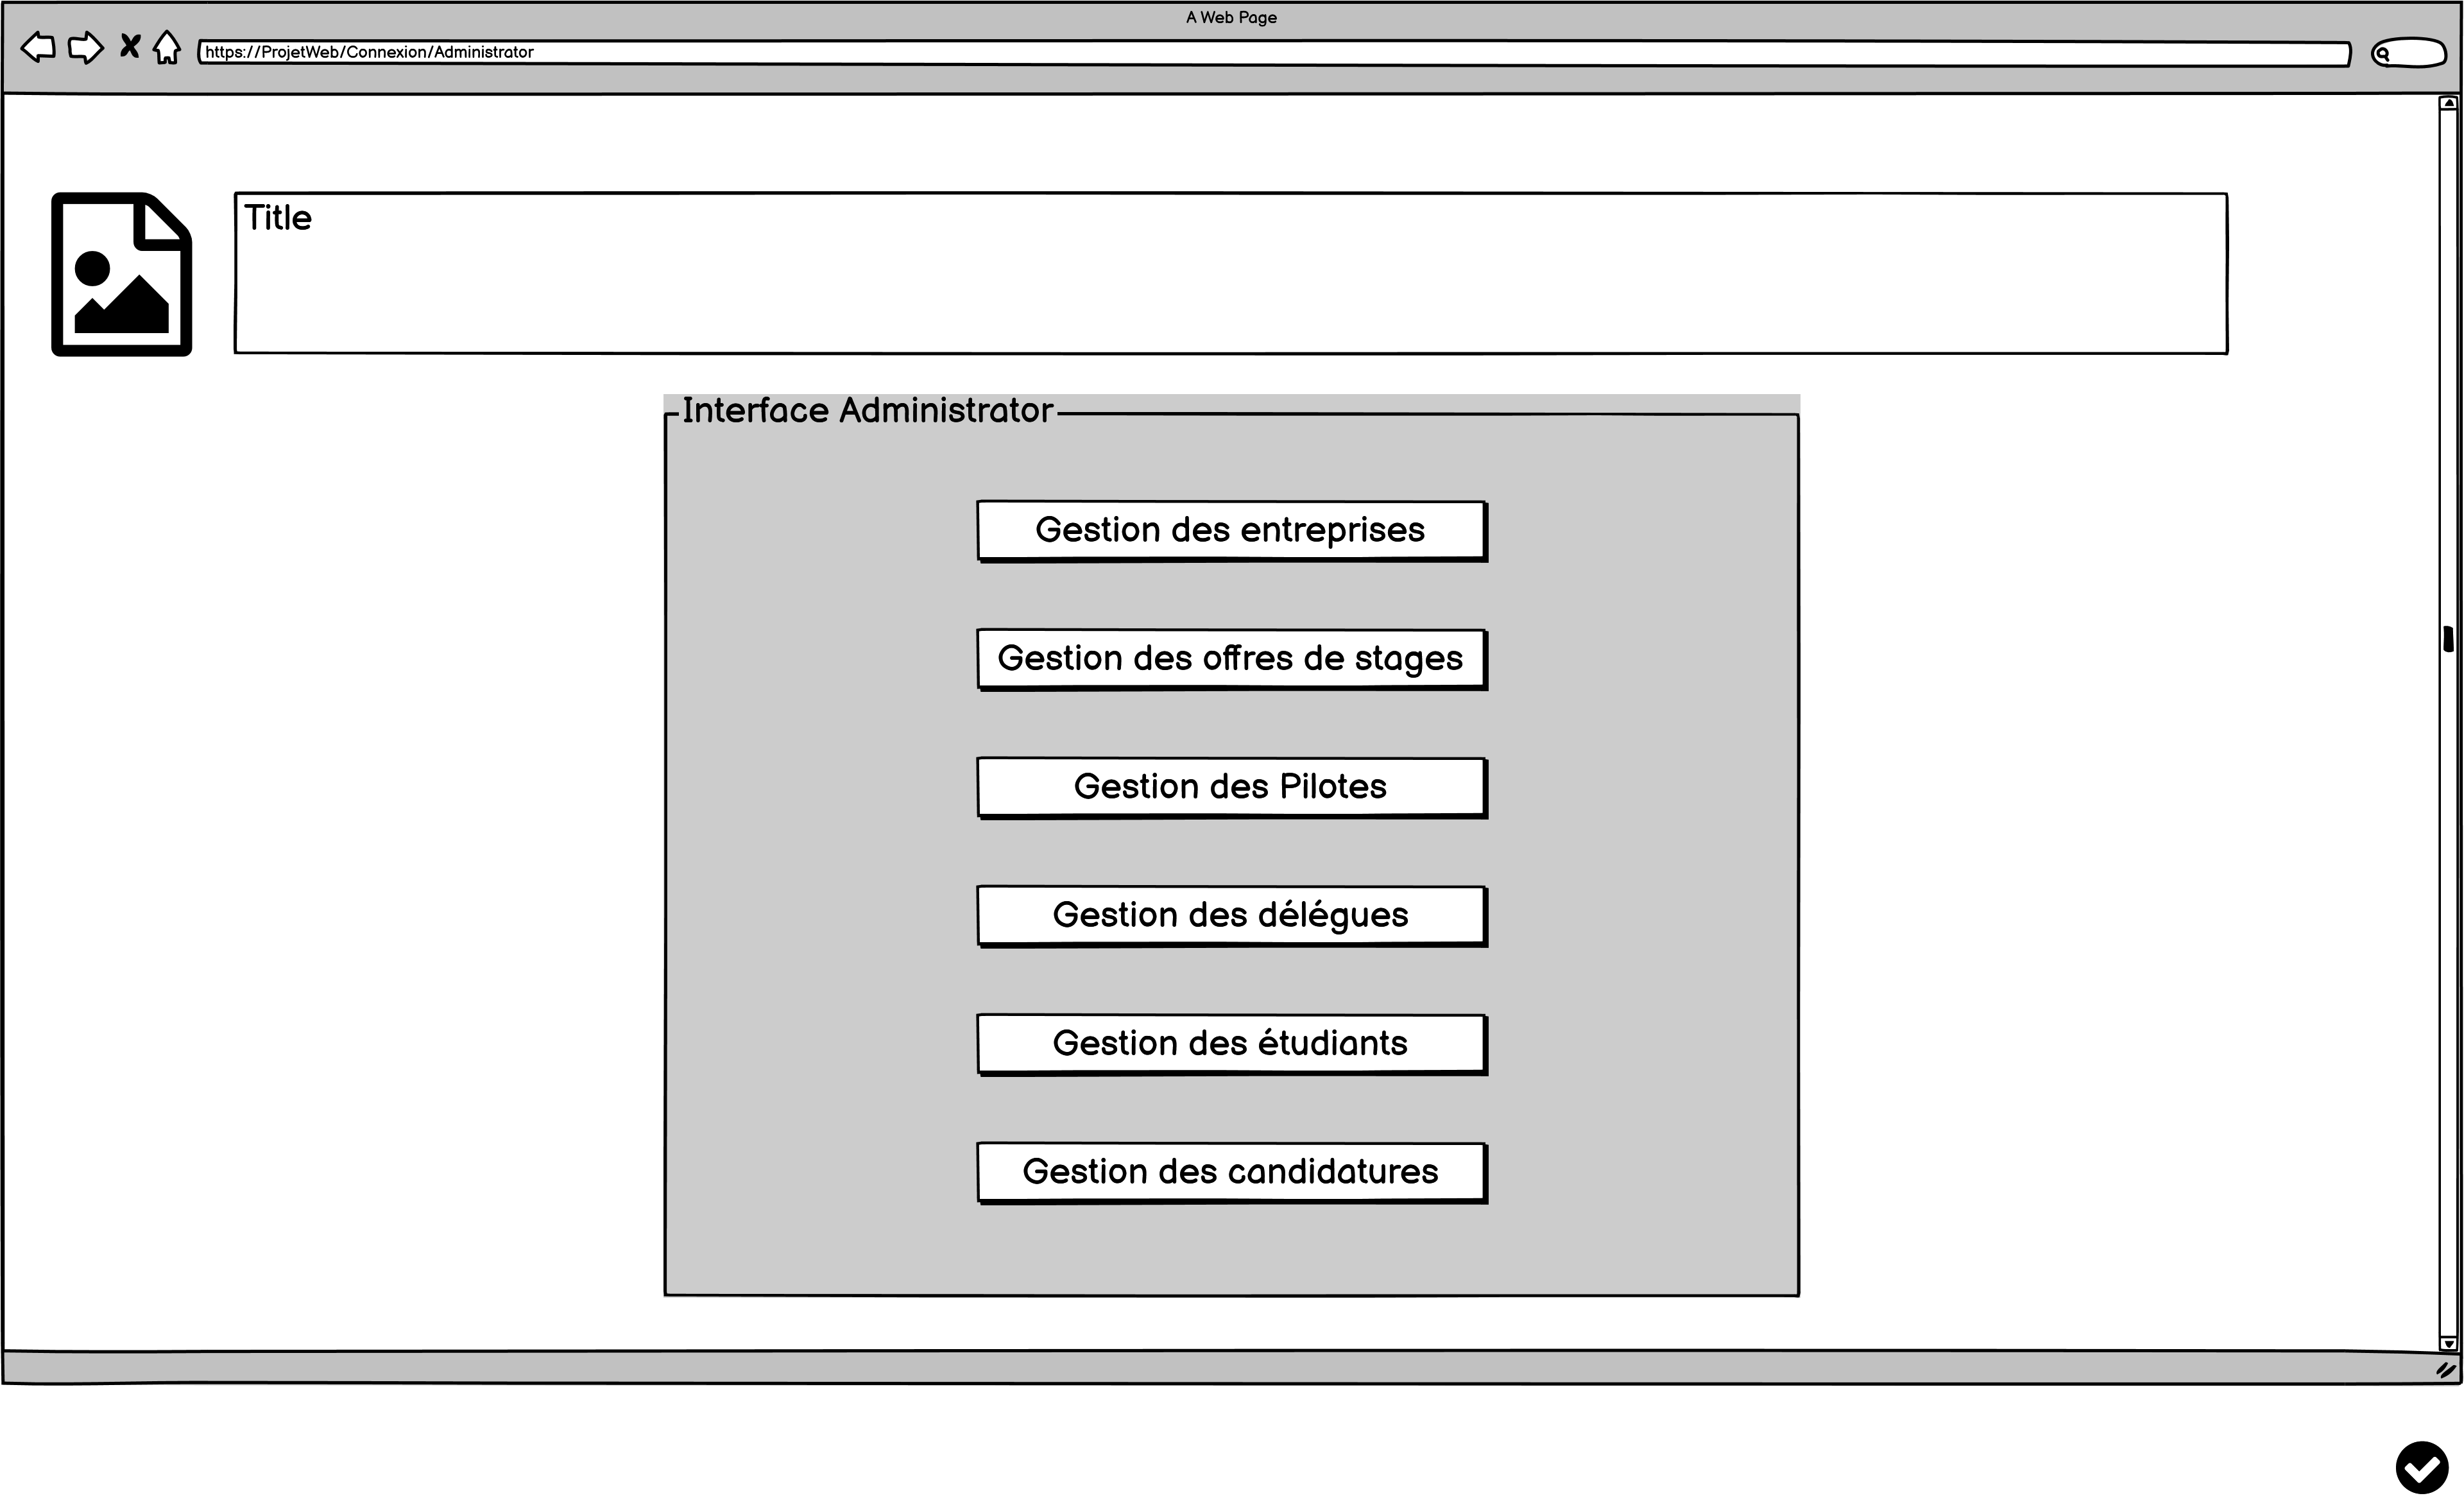 A Web Page
https://ProjetWeb/Connexion/Administrator
Title
Interface Administrator
Gestion des entreprises
Gestion des offres de stages
Gestion des Pilotes
Gestion des délégues
Gestion des étudiants
Gestion des candidatures